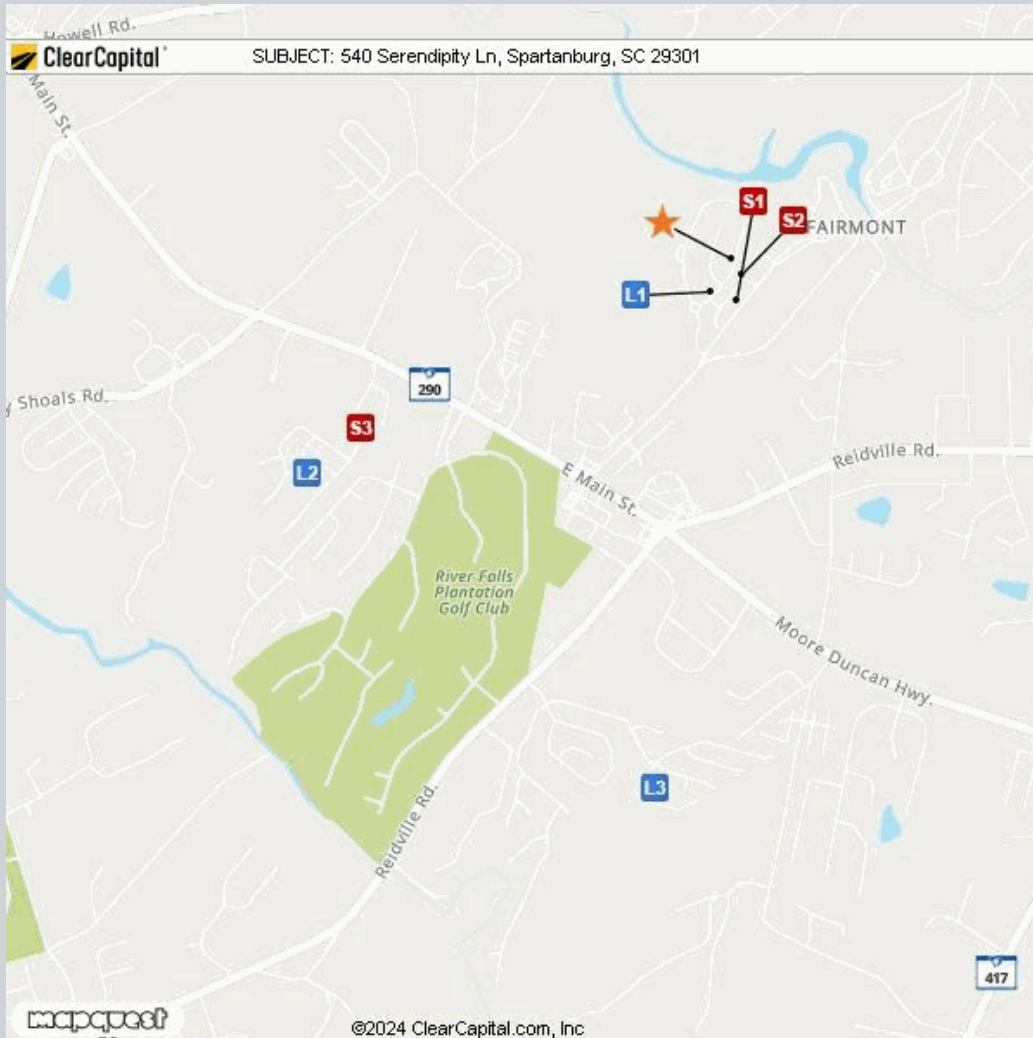 Howell Rd.
ClearCapital
SUBJECT: 540 Serendipity Ln, Spartanburg, SC 29301
Main St.
S1
S2
FAIRMONT
L1
290
y Shoals Rd.
S3
Reidville Rd.
L2
E Main St.
River Falls
Plantation
Golf Club
Moore Duncan Hwy.
L3
Reidville Rd.
417
mapquest
©2024 ClearCapital.com, Inc